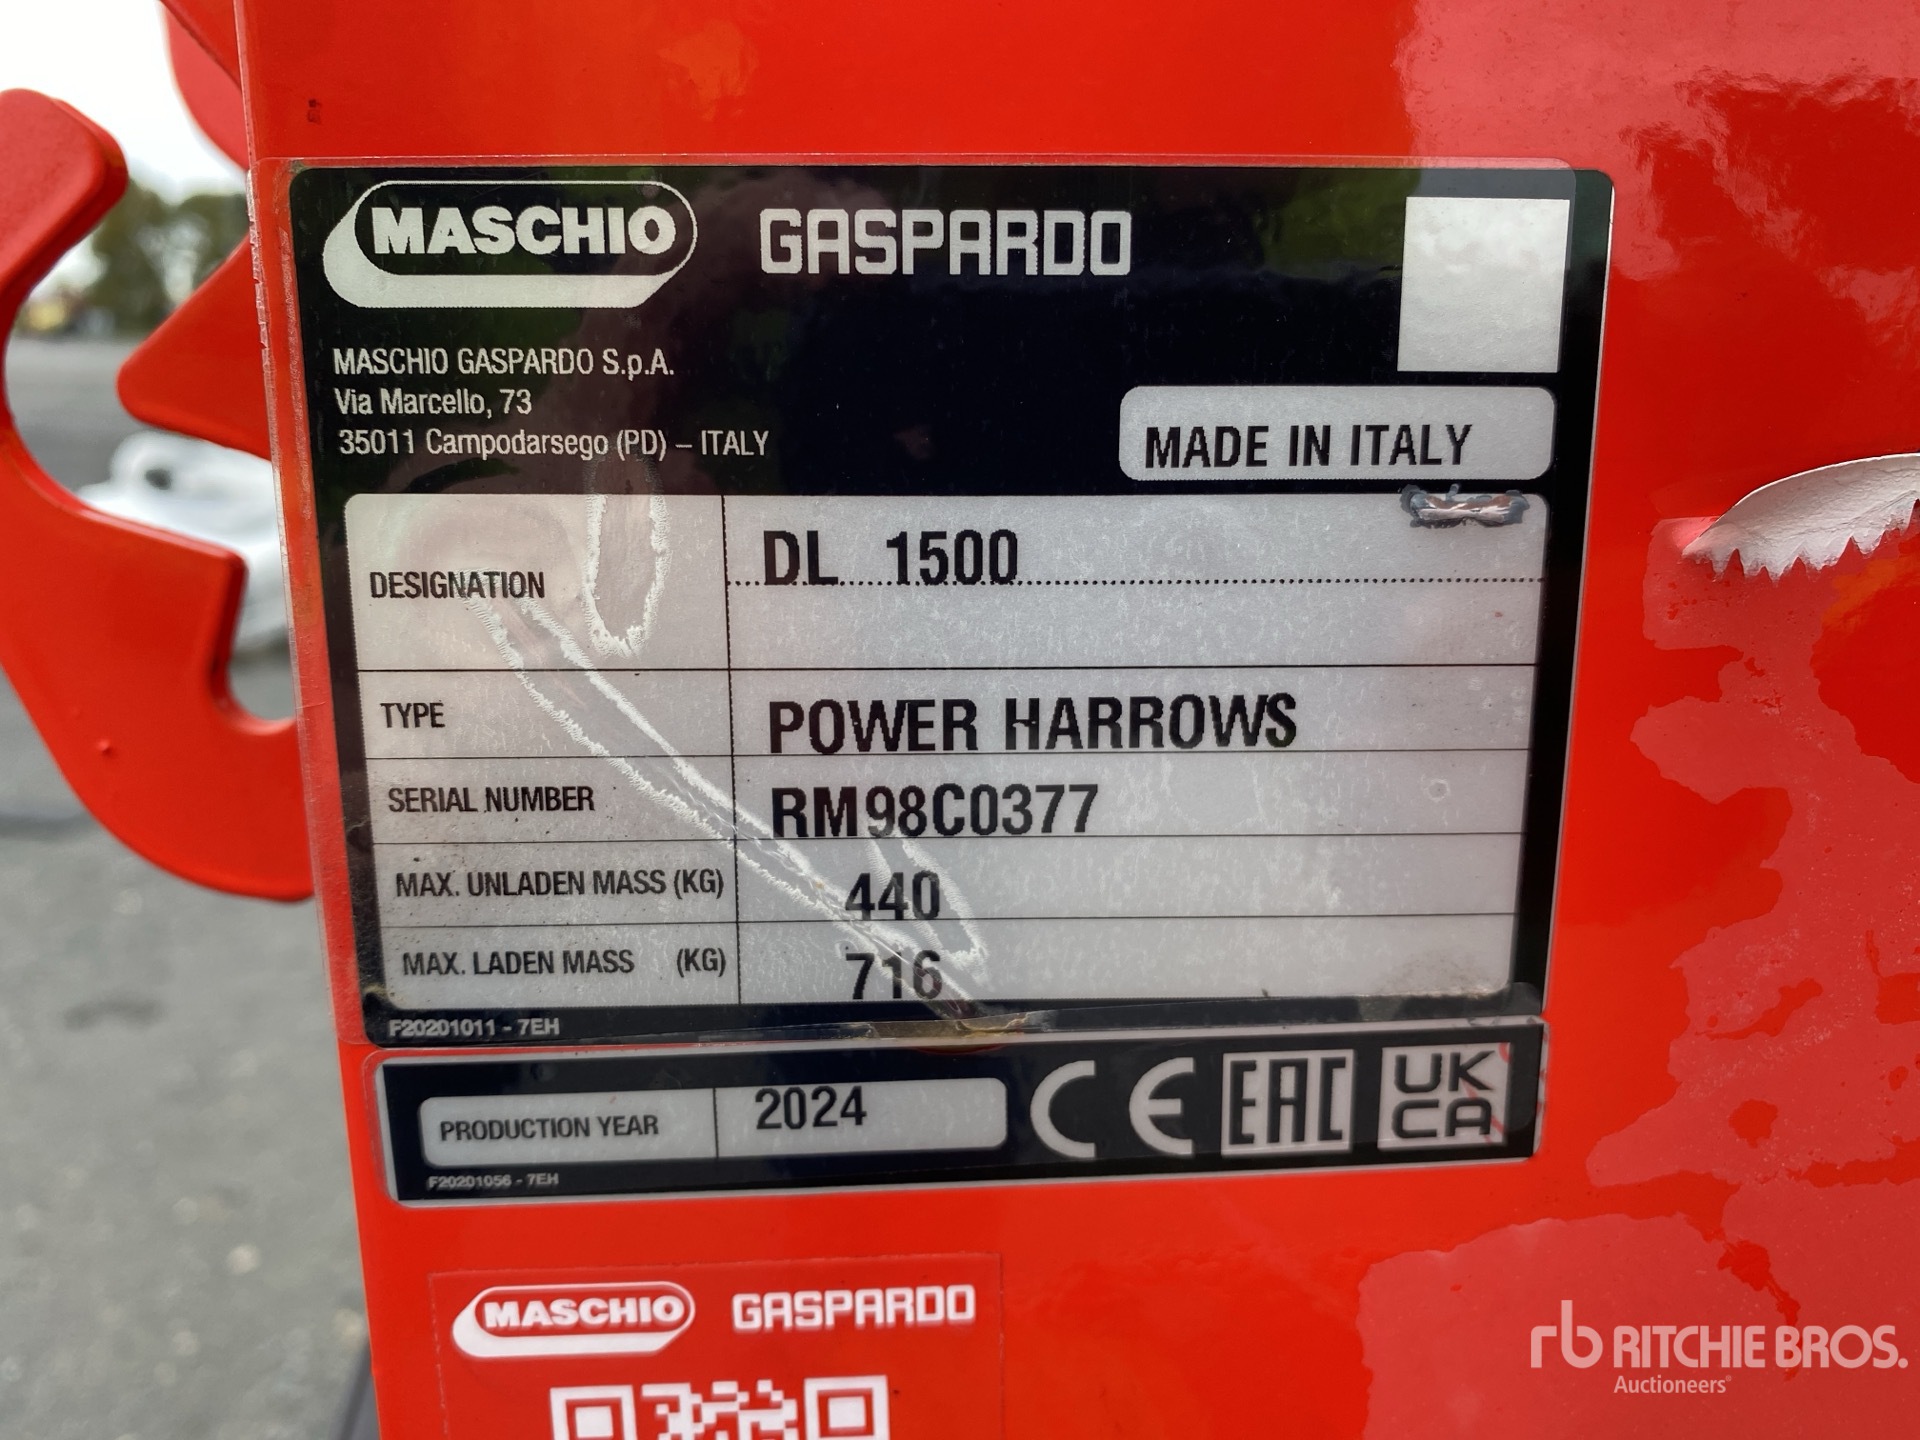 MASCHIO GASPARDO
MASCHIO GASPARDO S.p.A.
Via Marcello, 73
35011 Campodarsego (PD) – ITALY
MADE IN ITALY
DESIGNATION DL 1500
TYPE POWER HARROWS
SERIAL NUMBER RM98C0377
MAX. UNLADEN MASS (KG) 440
MAX. LADEN MASS (KG) 716
F20201011 - 7EH
PRODUCTION YEAR 2024 CE EAC UK CA
F20201056 - 7EH
MASCHIO GASPARDO
rb RITCHIE BROS.
Auctioneers